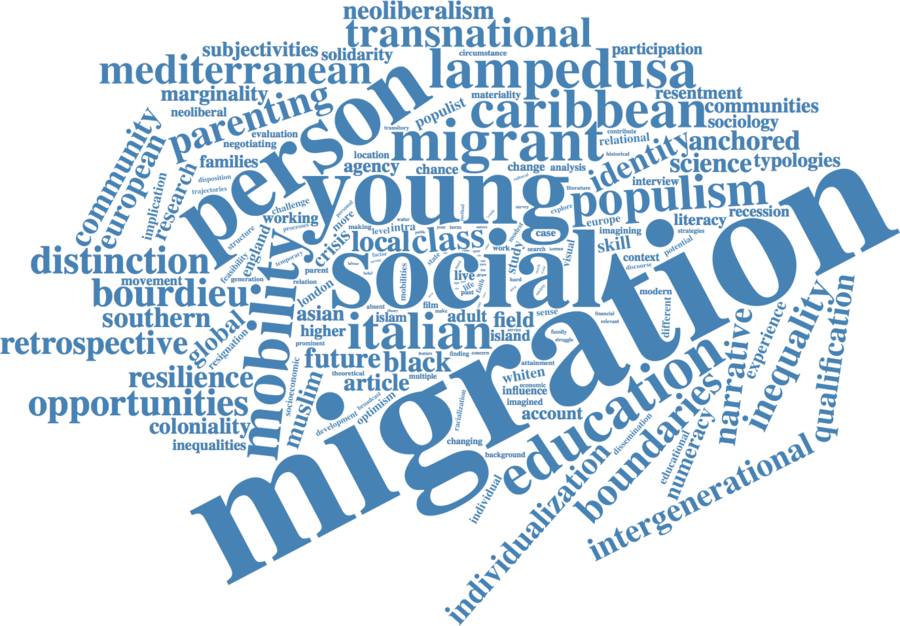 neoliberalism
transnational
subjectivities
solidarity
circumstance
participation
mediterranean
lampedusa
marginality
materiality
resentment
neoliberal
parenting
person
populist
caribbean
communities
transitory
sociology
community
european
evaluation
negotiating
migrant
contribute
relational
historical
anchored
families
location
agency
chance
change
analysis
identity
science
typologies
implication
research
disposition
trajectories
young
literature
interview
populism
challenge
working
processes
more
making
level
intra
water
explore
europe
imagining
literacy
recession
strategies
structure
england
crisis
local
class
case
study
search
visual
skill
potential
distinction
feasibility
temporary
parent
factor
state
work
context
discourse
movement
generation
relation
mobilities
live
life
past
hard
social
migration
bourdieu
london
modern
southern
global
asian
absent
film
make
adult
field
sense
financial
relevant
different
retrospective
resignation
mobility
higher
islam
italian
island
prominent
family
struggle
resilience
socioeconomic
muslim
future
black
finding
concern
theoretical
multiple
article
attainment
whiten
economic
influence
imagined
opportunities
optimism
broadcast
development
racialization
account
coloniality
inequalities
changing
background
education
individual
individualization
dissemination
boundaries
educational
numeracy
narrative
experience
inequality
qualification
intergenerational